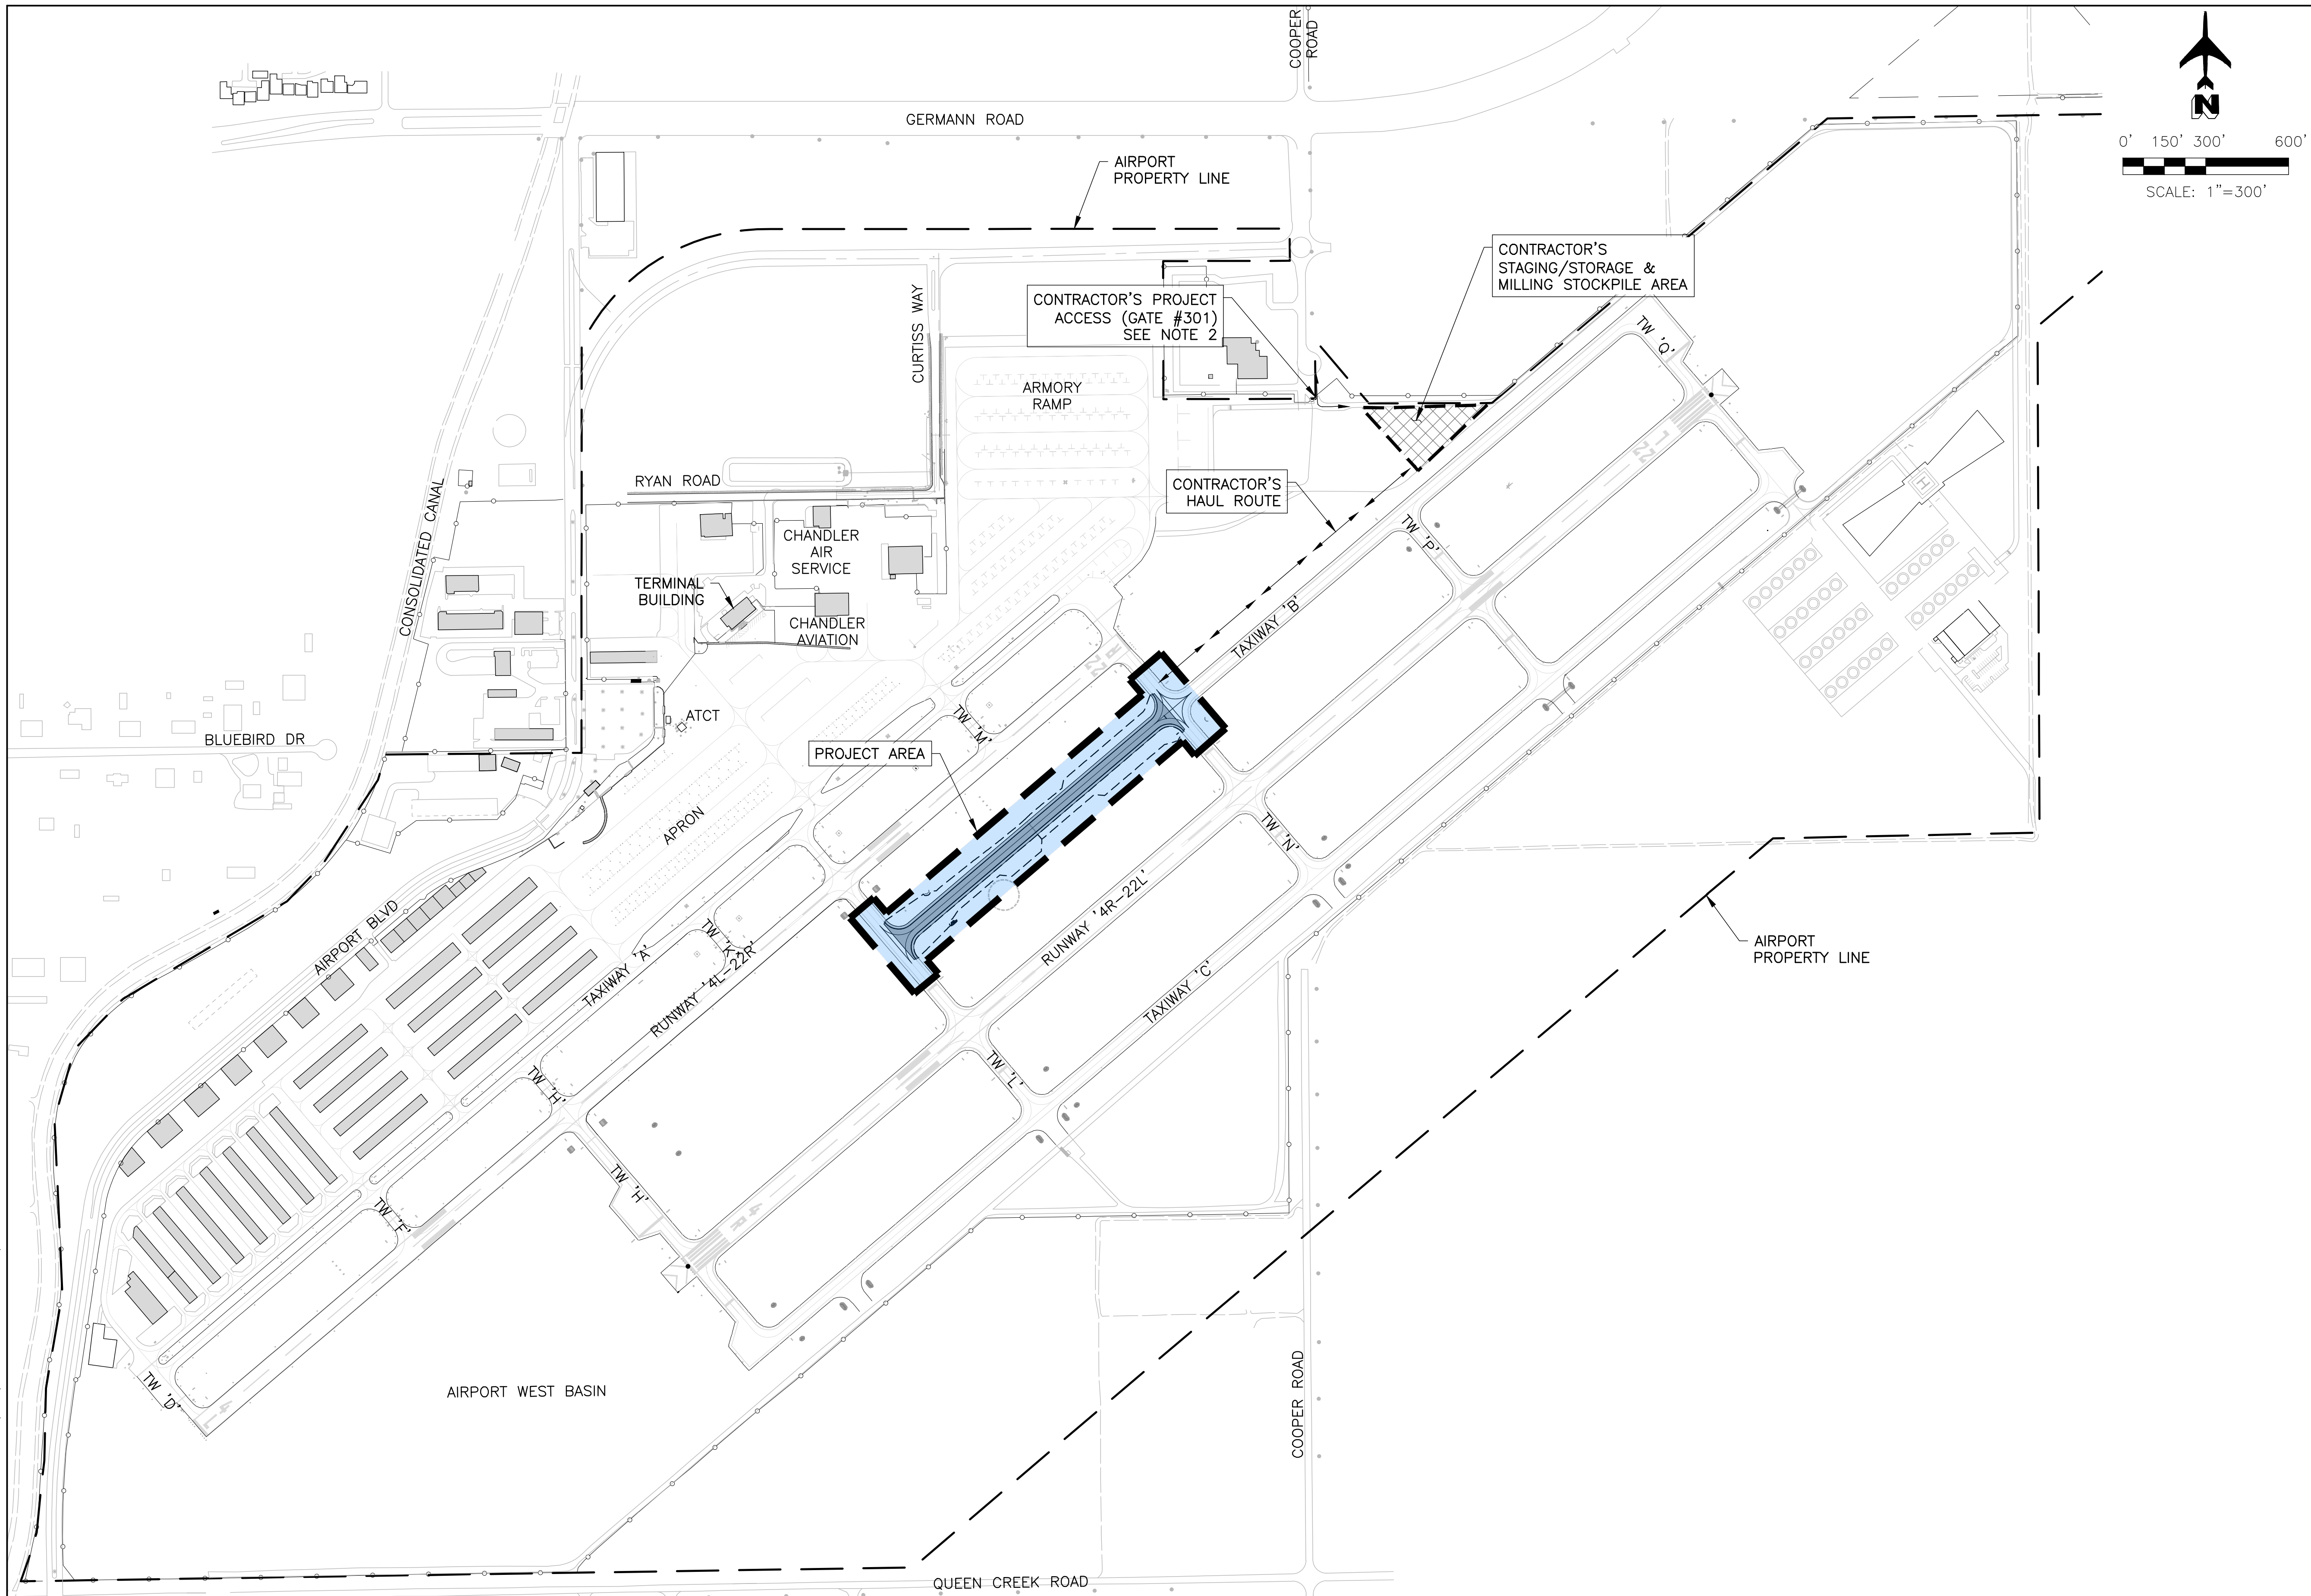 COOPER
ROAD
GERMANN ROAD
AIRPORT
PROPERTY LINE
N
0' 150' 300' 600'
SCALE: 1"=300'
CONTRACTOR'S
STAGING/STORAGE &
MILLING STOCKPILE AREA
CONTRACTOR'S PROJECT
ACCESS (GATE #301)
SEE NOTE 2
CURTISS WAY
ARMORY
RAMP
TW 'Q'
22 L
H
RYAN ROAD
CONTRACTOR'S
HAUL ROUTE
CONSOLIDATED CANAL
CHANDLER
AIR
SERVICE
TW 'P'
TERMINAL
BUILDING
CHANDLER
AVIATION
TAXIWAY 'B'
22 R
ATCT
TW 'M'
BLUEBIRD DR
PROJECT AREA
APRON
TW 'N'
RUNWAY '4R-22L'
AIRPORT BLVD
TW 'K'
TAXIWAY 'A'
RUNWAY '4L-22R'
TAXIWAY 'C'
AIRPORT
PROPERTY LINE
TW 'H'
TW 'L'
TW 'H'
TW 'F'
4 R
TW 'D'
4 L
AIRPORT WEST BASIN
COOPER ROAD
QUEEN CREEK ROAD